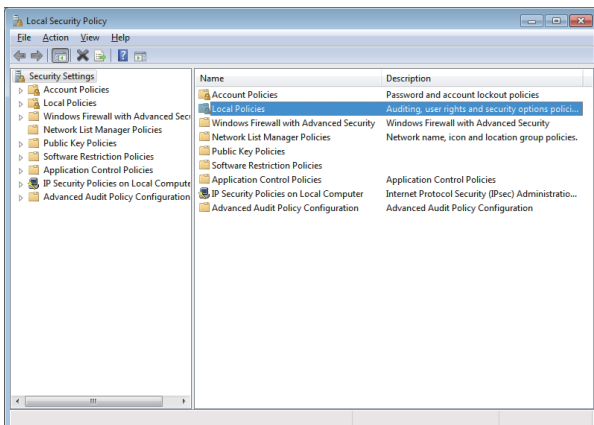 Local Security Policy
File Action View Help
Security Settings
Account Policies
Local Policies
Windows Firewall with Advanced Secu
Network List Manager Policies
Public Key Policies
Software Restriction Policies
Application Control Policies
IP Security Policies on Local Compute
Advanced Audit Policy Configuration
Name Description
Account Policies Password and account lockout policies
Local Policies Auditing, user rights and security options polici...
Windows Firewall with Advanced Security Windows Firewall with Advanced Security
Network List Manager Policies Network name, icon and location group policies.
Public Key Policies
Software Restriction Policies
Application Control Policies Application Control Policies
IP Security Policies on Local Computer Internet Protocol Security (IPsec) Administratio...
Advanced Audit Policy Configuration Advanced Audit Policy Configuration